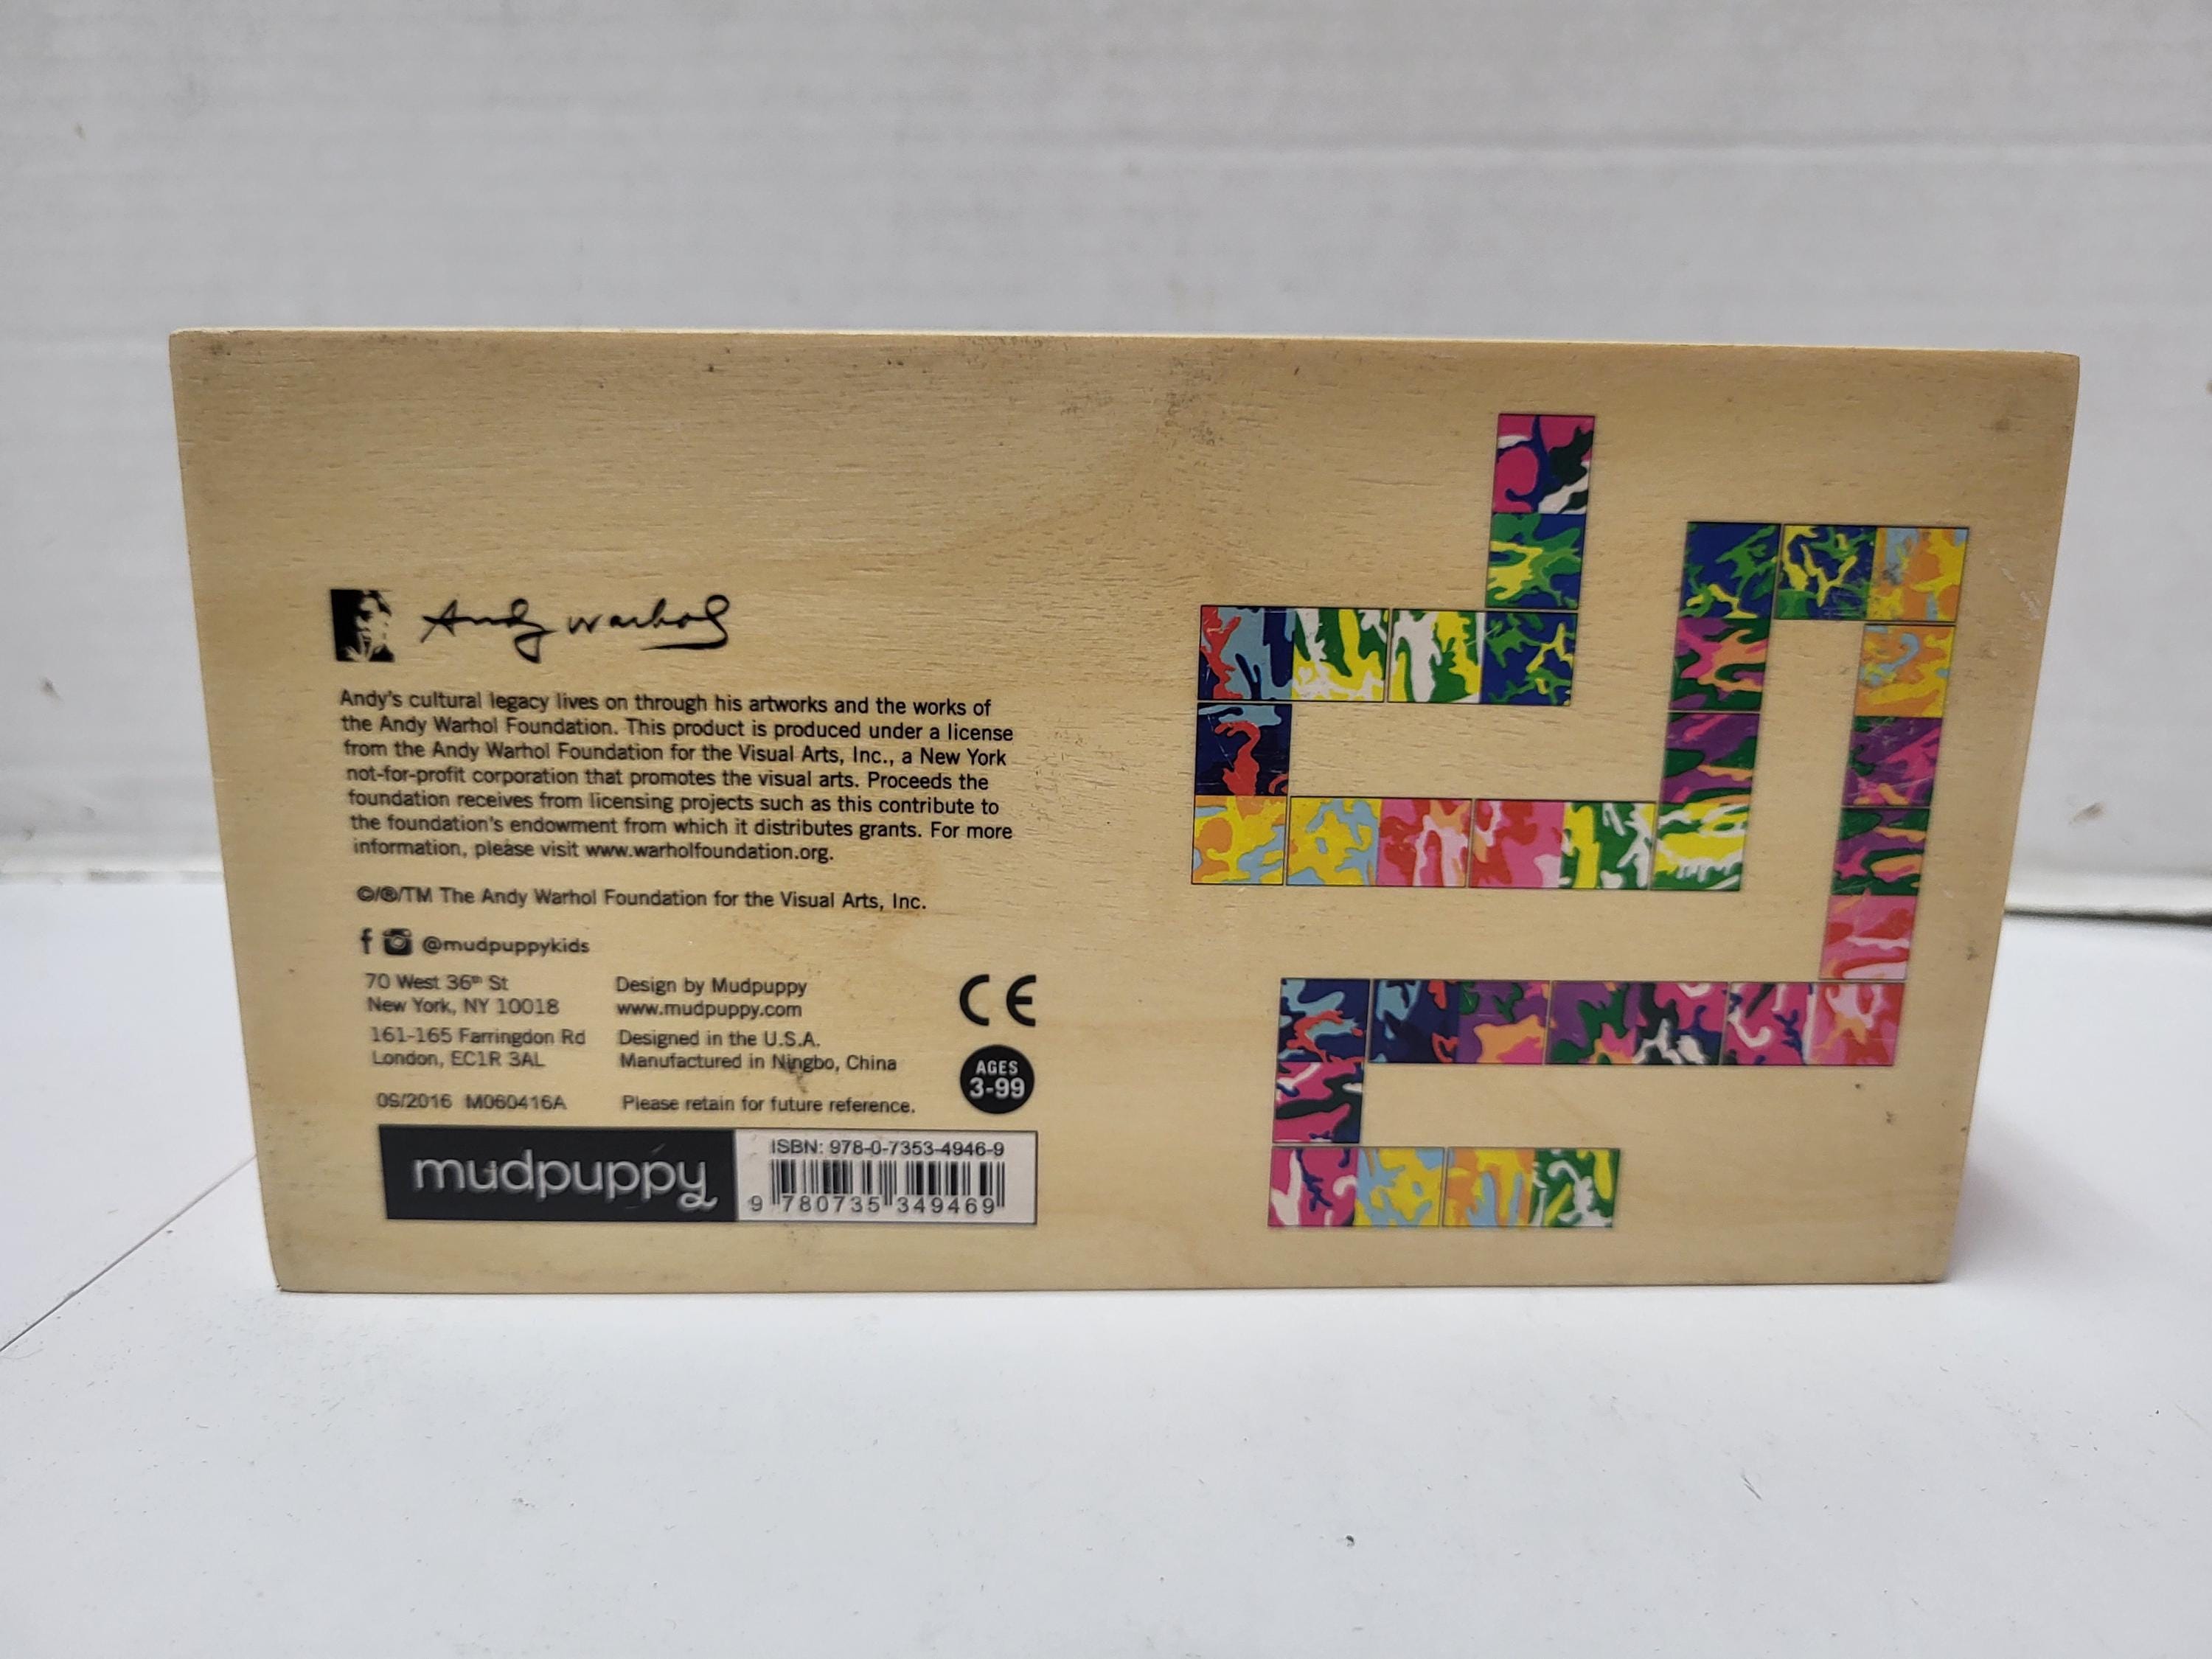 Andy Warhol
Andy's cultural legacy lives on through his artworks and the works of
the Andy Warhol Foundation. This product is produced under a license
from the Andy Warhol Foundation for the Visual Arts, Inc., a New York
not-for-profit corporation that promotes the visual arts. Proceeds the
foundation receives from licensing projects such as this contribute to
the foundation's endowment from which it distributes grants. For more
information, please visit www.warholfoundation.org.
©/®/TM The Andy Warhol Foundation for the Visual Arts, Inc.
f @mudpuppykids
70 West 36th St
New York, NY 10018
161-165 Farringdon Rd
London, EC1R 3AL
Design by Mudpuppy
www.mudpuppy.com
Designed in the U.S.A.
Manufactured in Ningbo, China
CE
AGES
3-99
09/2016 M060416A
Please retain for future reference.
mudpuppy
ISBN: 978-0-7353-4946-9
9 780735 349469